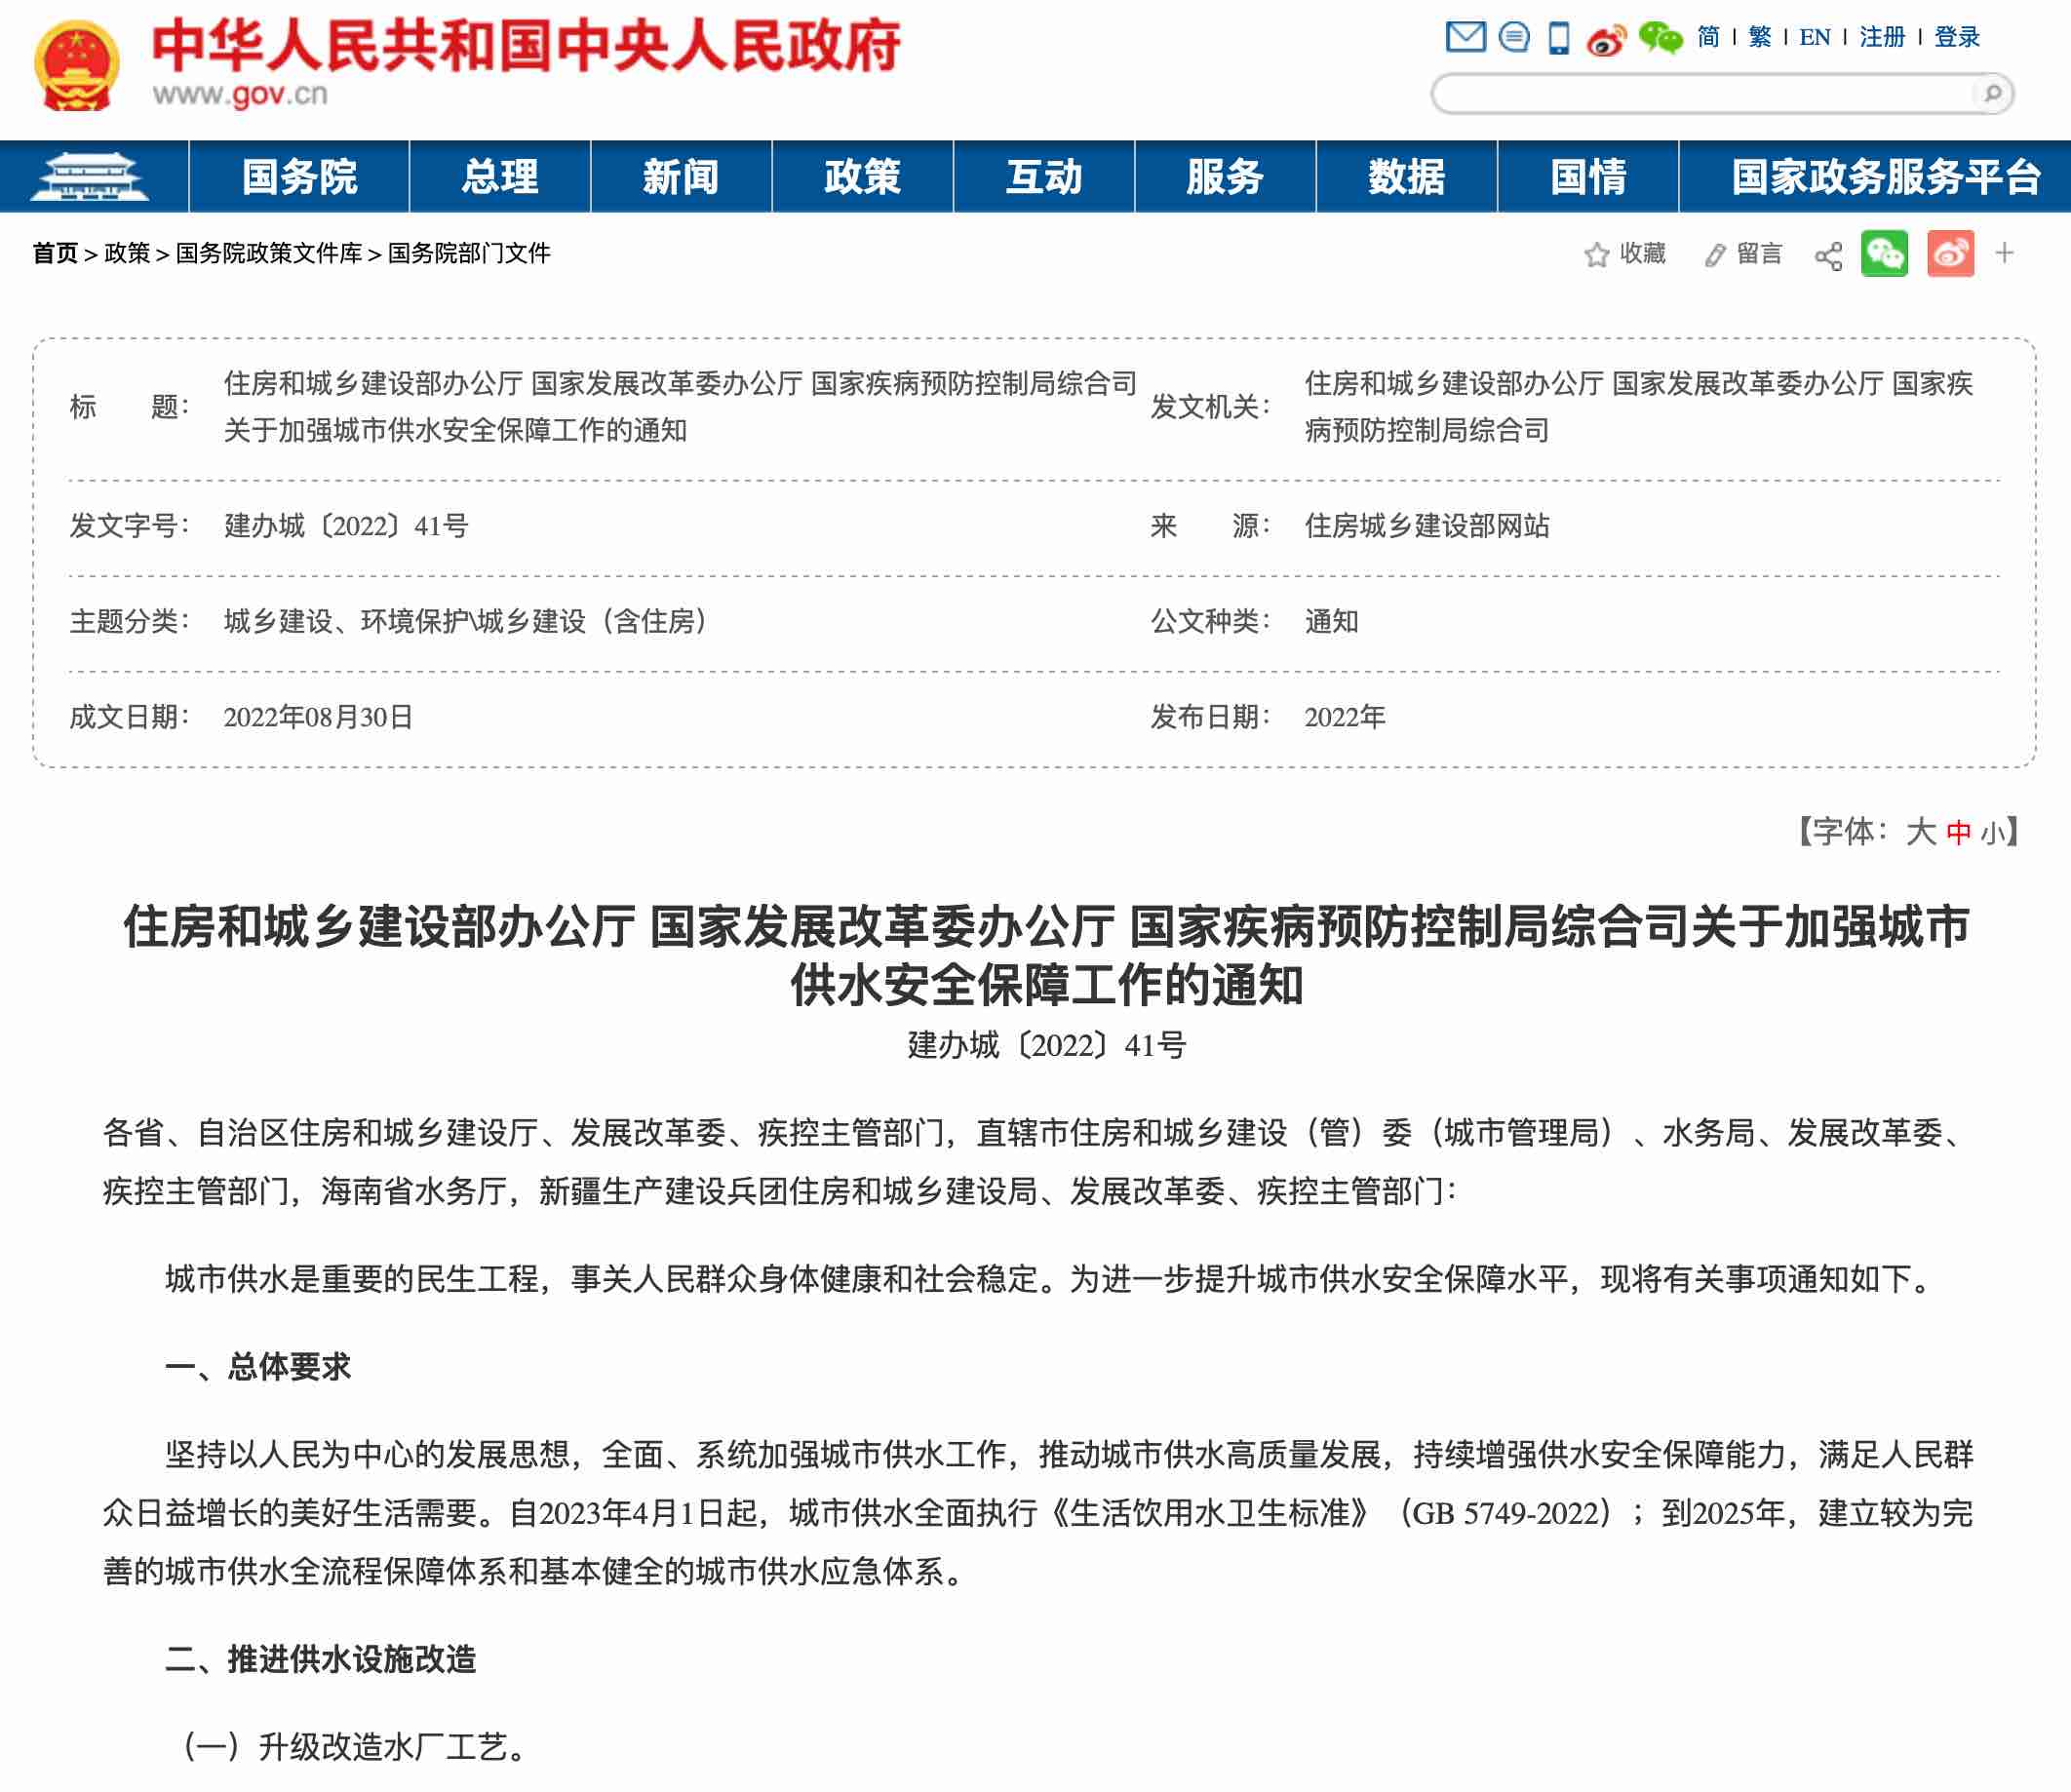 中华人民共和国中央人民政府
www.gov.cn
简 | 繁 | EN | 注册 | 登录
国务院 总理 新闻 政策 互动 服务 数据 国情 国家政务服务平台
首页 > 政策 > 国务院政策文件库 > 国务院部门文件
收藏 留言
标 题： 住房和城乡建设部办公厅 国家发展改革委办公厅 国家疾病预防控制局综合司
关于加强城市供水安全保障工作的通知
发文机关： 住房和城乡建设部办公厅 国家发展改革委办公厅 国家疾
病预防控制局综合司
发文字号： 建办城〔2022〕41号
来 源： 住房城乡建设部网站
主题分类： 城乡建设、环境保护\城乡建设（含住房）
公文种类： 通知
成文日期： 2022年08月30日
发布日期： 2022年
【字体：大 中 小】
住房和城乡建设部办公厅 国家发展改革委办公厅 国家疾病预防控制局综合司关于加强城市
供水安全保障工作的通知
建办城〔2022〕41号
各省、自治区住房和城乡建设厅、发展改革委、疾控主管部门，直辖市住房和城乡建设（管）委（城市管理局）、水务局、发展改革委、
疾控主管部门，海南省水务厅，新疆生产建设兵团住房和城乡建设局、发展改革委、疾控主管部门：
城市供水是重要的民生工程，事关人民群众身体健康和社会稳定。为进一步提升城市供水安全保障水平，现将有关事项通知如下。
一、总体要求
坚持以人民为中心的发展思想，全面、系统加强城市供水工作，推动城市供水高质量发展，持续增强供水安全保障能力，满足人民群
众日益增长的美好生活需要。自2023年4月1日起，城市供水全面执行《生活饮用水卫生标准》（GB 5749-2022）；到2025年，建立较为完
善的城市供水全流程保障体系和基本健全的城市供水应急体系。
二、推进供水设施改造
（一）升级改造水厂工艺。